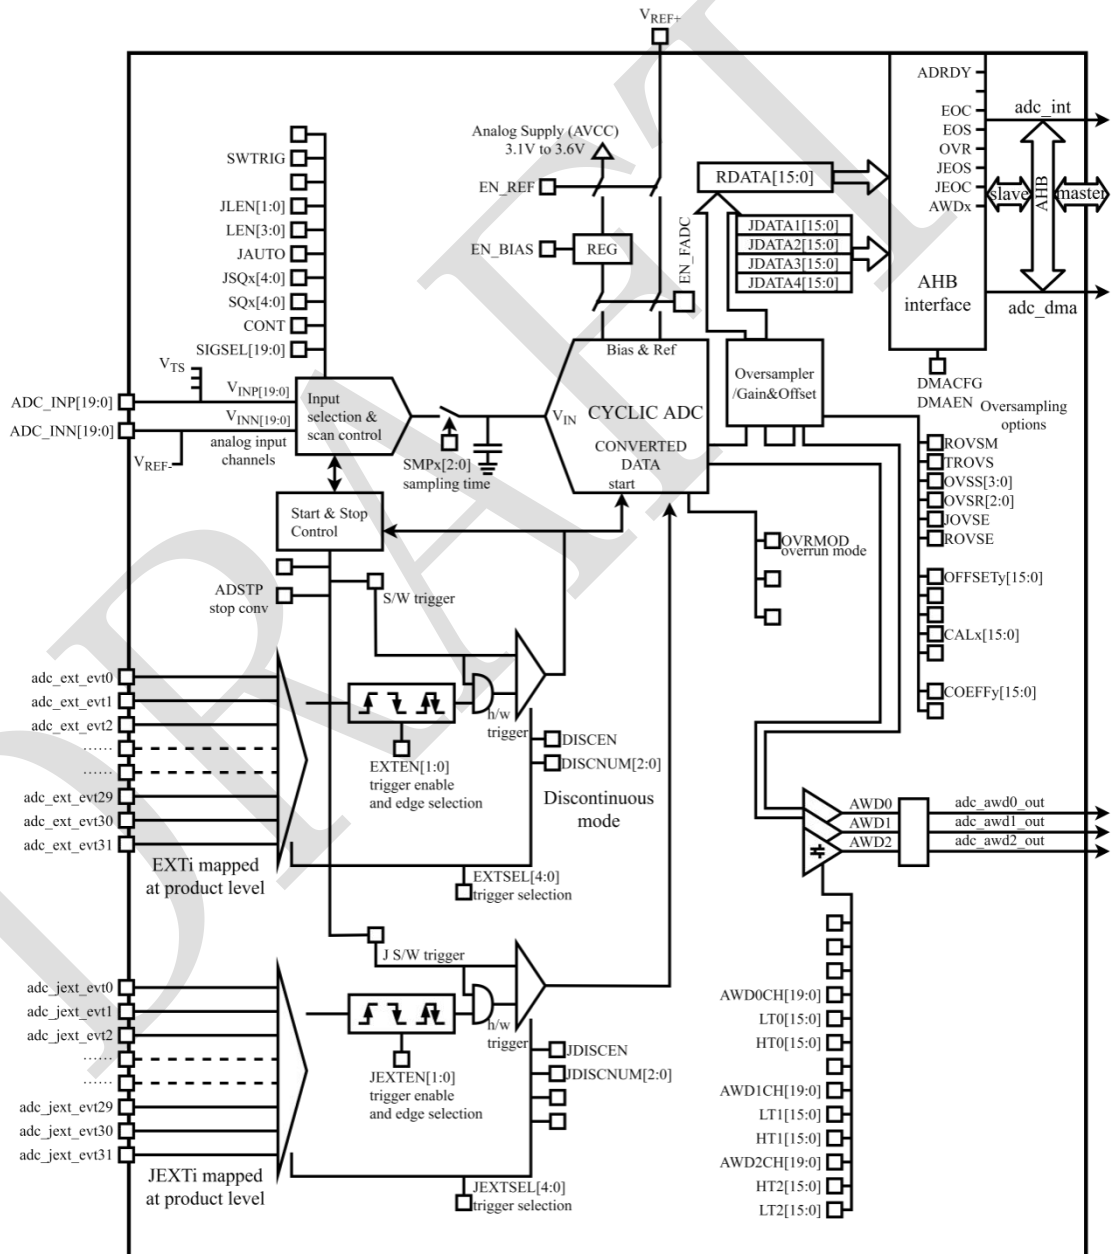 DRAFT
VREF+
ADRDY
EOC
EOS
OVR
JEOS
JEOC
AWDx
adc_int
slave
AHB
master
adc_dma
AHB
interface
DMACFG
DMAEN
Analog Supply (AVCC)
3.1V to 3.6V
EN_REF
EN_BIAS
REG
EN_FADC
RDATA[15:0]
JDATA1[15:0]
JDATA2[15:0]
JDATA3[15:0]
JDATA4[15:0]
SWTRIG
JLEN[1:0]
LEN[3:0]
JAUTO
JSQx[4:0]
SQx[4:0]
CONT
SIGSEL[19:0]
VTS
ADC_INP[19:0]
VINP[19:0]
ADC_INN[19:0]
VINN[19:0]
VREF-
analog input
channels
Input
selection &
scan control
SMPx[2:0]
sampling time
Bias & Ref
VIN
CYCLIC ADC
CONVERTED
DATA
start
Oversampler
/Gain&Offset
Oversampling
options
ROVSM
TROVS
OVSS[3:0]
OVSR[2:0]
JOVSE
ROVSE
OFFSETy[15:0]
CALx[15:0]
COEFFy[15:0]
Start & Stop
Control
OVRMOD
overrun mode
ADSTP
stop conv
S/W trigger
adc_ext_evt0
adc_ext_evt1
adc_ext_evt2
......
......
adc_ext_evt29
adc_ext_evt30
adc_ext_evt31
EXTi mapped
at product level
h/w
trigger
EXTEN[1:0]
trigger enable
and edge selection
DISCEN
DISCNUM[2:0]
Discontinuous
mode
EXTSEL[4:0]
trigger selection
AWD0
AWD1
AWD2
adc_awd0_out
adc_awd1_out
adc_awd2_out
J S/W trigger
adc_jext_evt0
adc_jext_evt1
adc_jext_evt2
......
......
adc_jext_evt29
adc_jext_evt30
adc_jext_evt31
JEXTi mapped
at product level
h/w
trigger
JEXTEN[1:0]
trigger enable
and edge selection
JDISCEN
JDISCNUM[2:0]
JEXTSEL[4:0]
trigger selection
AWD0CH[19:0]
LT0[15:0]
HT0[15:0]
AWD1CH[19:0]
LT1[15:0]
HT1[15:0]
AWD2CH[19:0]
HT2[15:0]
LT2[15:0]